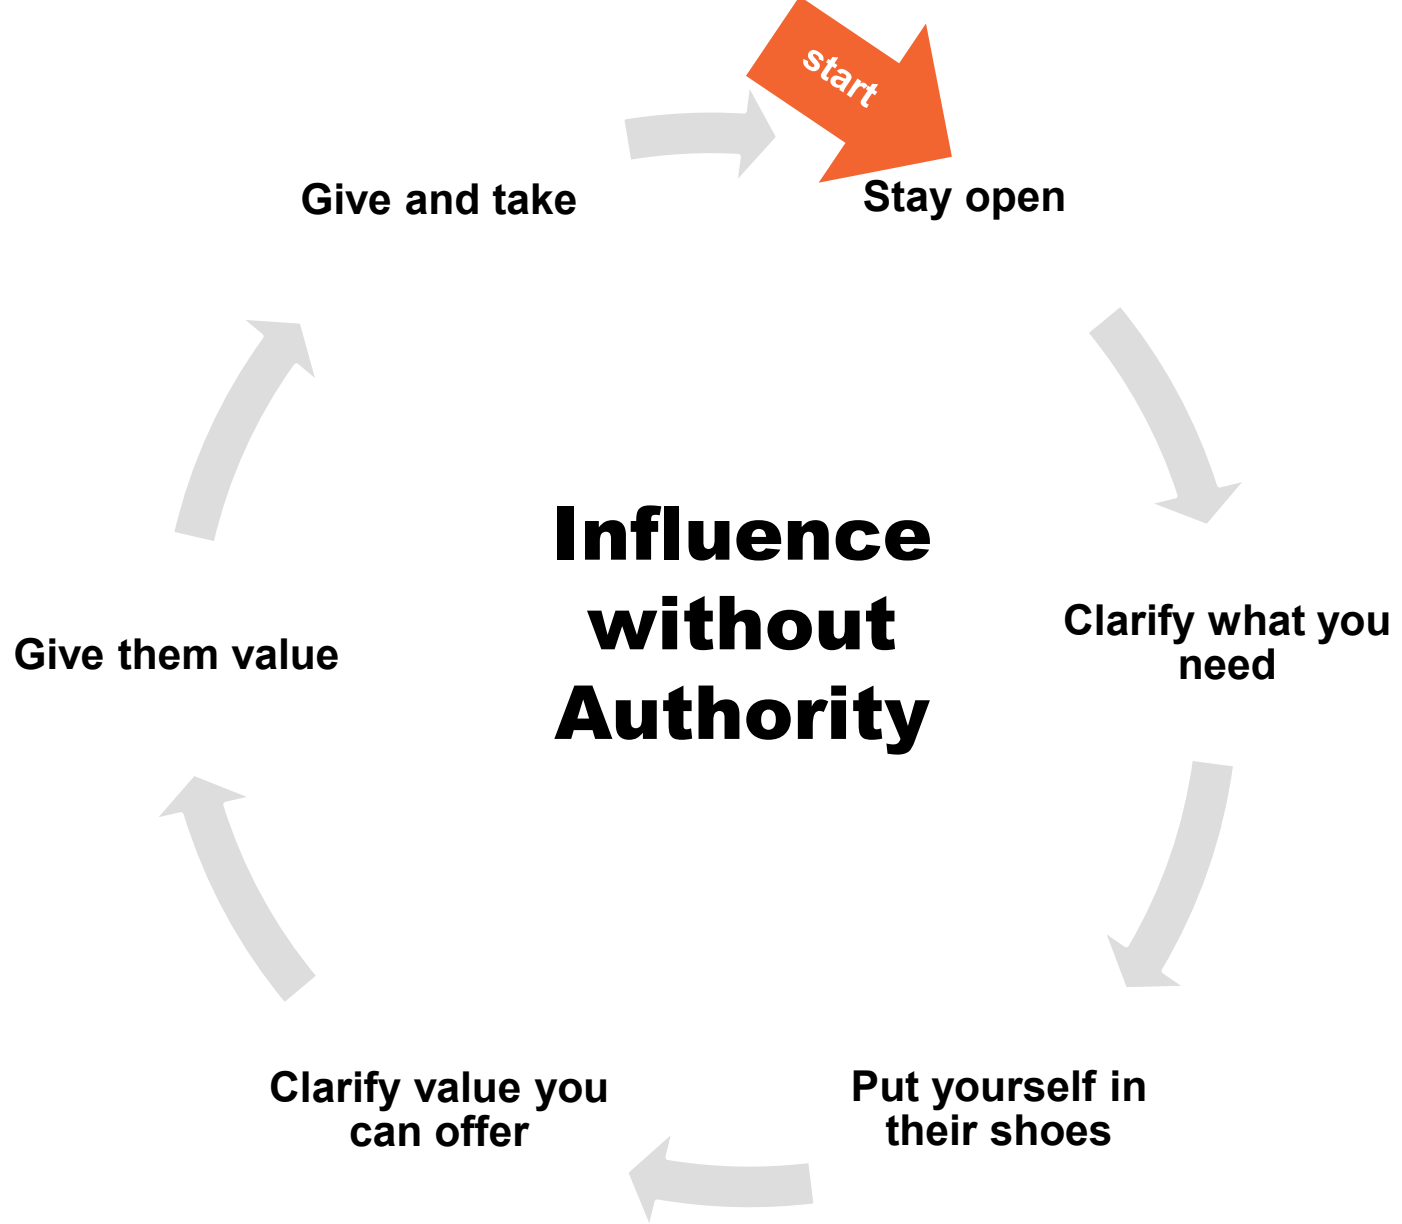 start
Stay open
Give and take
Influence
without
Authority
Clarify what you
need
Give them value
Put yourself in
their shoes
Clarify value you
can offer